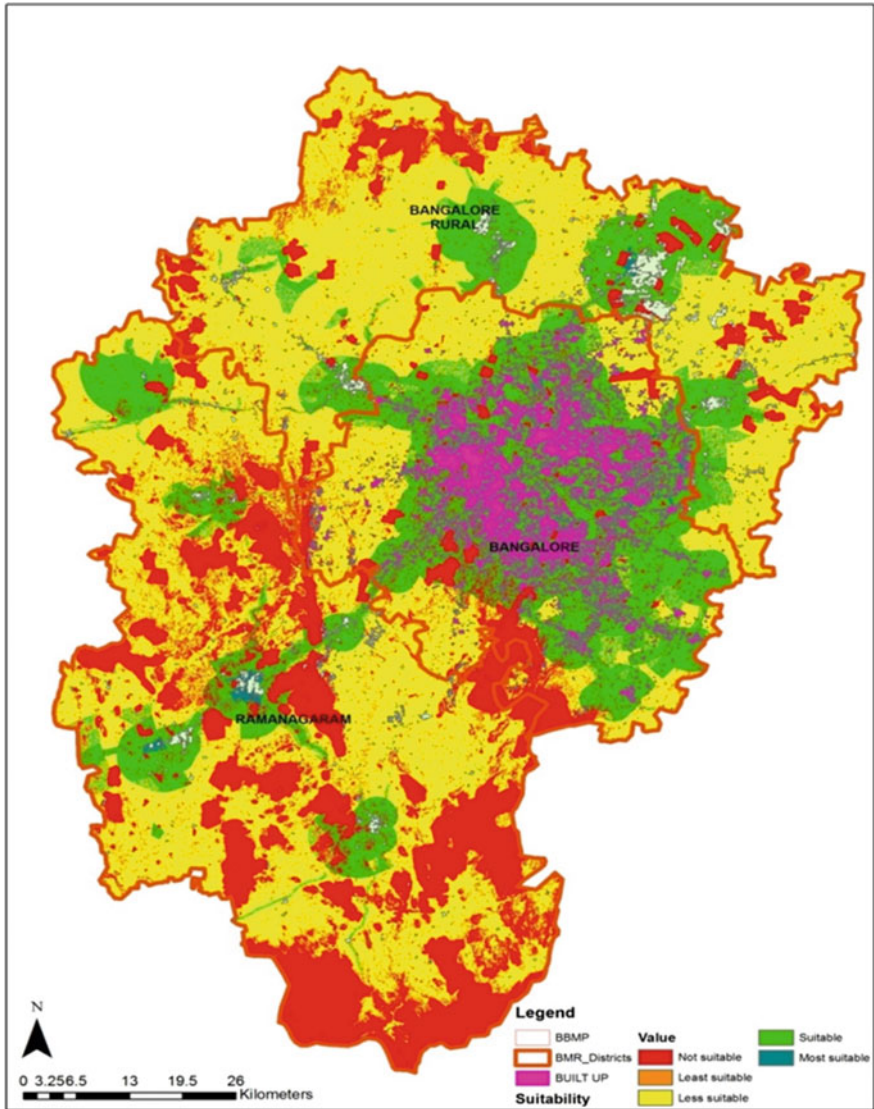 BANGALORE
RURAL
BANGALORE
RAMANAGARAM
N
0 3.256.5 13 19.5 26
Kilometers
Legend
BBMP
BMR_Districts
BUILT UP
Suitability
Value
Not suitable
Least suitable
Less suitable
Suitable
Most suitable